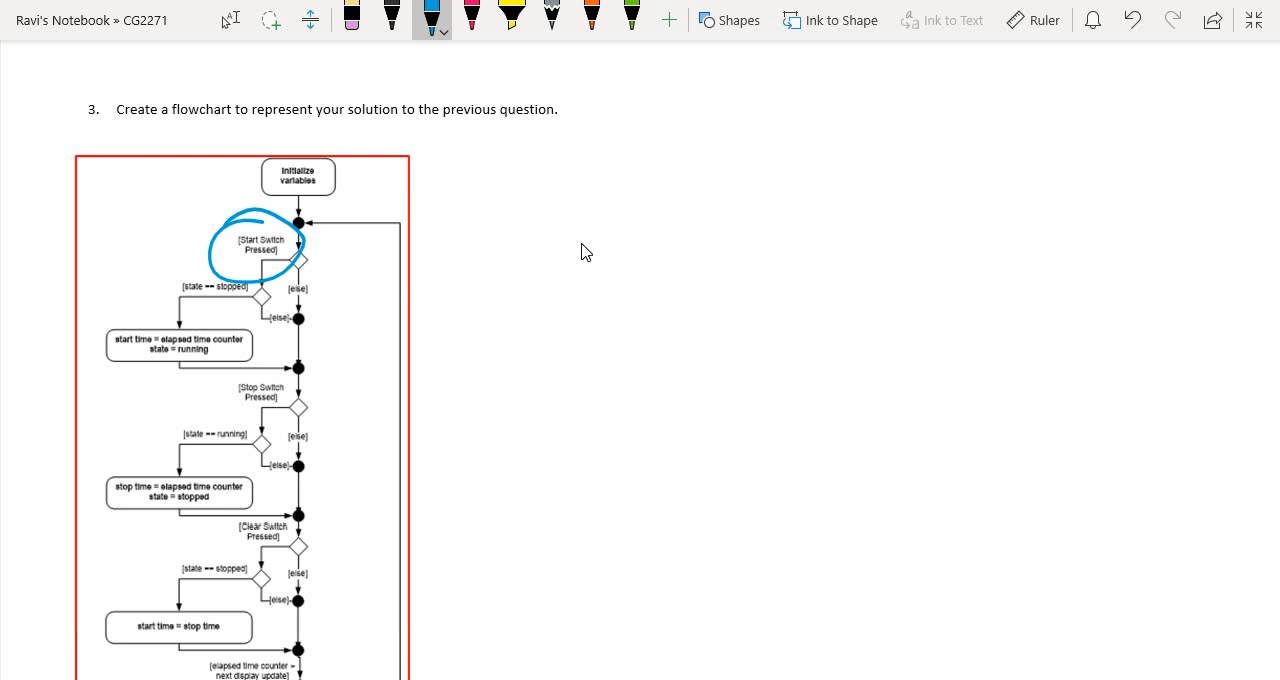 Ravi's Notebook » CG2271
Shapes
Ink to Shape
Ink to Text
Ruler
3. Create a flowchart to represent your solution to the previous question.
Initialize
variables
[Start Switch
Pressed]
[state == stopped]
[else]
[else]
start time = elapsed time counter
state = running
[Stop Switch
Pressed]
[state == running]
[else]
[else]
stop time = elapsed time counter
state = stopped
[Clear Switch
Pressed]
[state == stopped]
[else]
[else]
start time = stop time
[elapsed time counter =
next display update]